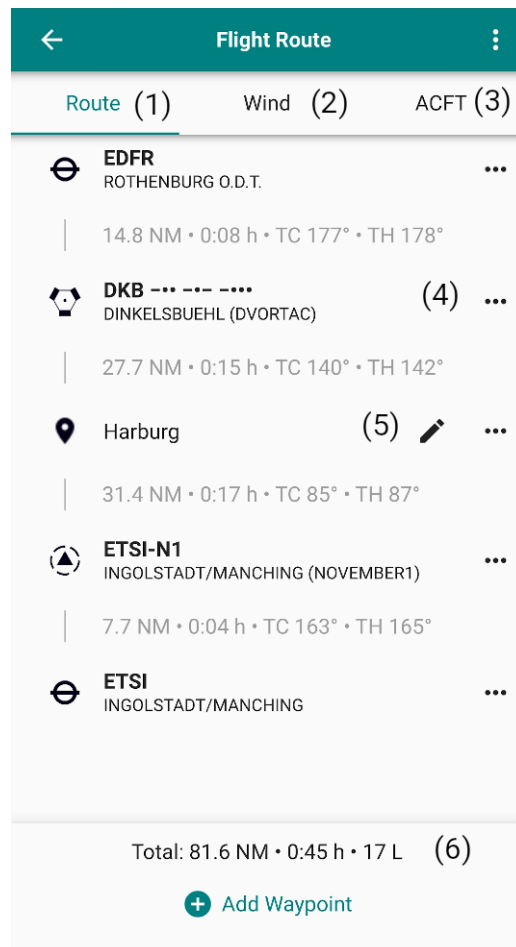 Flight Route
Route (1) Wind (2) ACFT (3)
EDFR
ROTHENBURG O.D.T.
14.8 NM • 0:08 h • TC 177° • TH 178°
DKB −•• −•− −•••
DINKELSBUEHL (DVORTAC)
(4)
27.7 NM • 0:15 h • TC 140° • TH 142°
Harburg (5)
31.4 NM • 0:17 h • TC 85° • TH 87°
ETSI-N1
INGOLSTADT/MANCHING (NOVEMBER1)
7.7 NM • 0:04 h • TC 163° • TH 165°
ETSI
INGOLSTADT/MANCHING
Total: 81.6 NM • 0:45 h • 17 L (6)
Add Waypoint